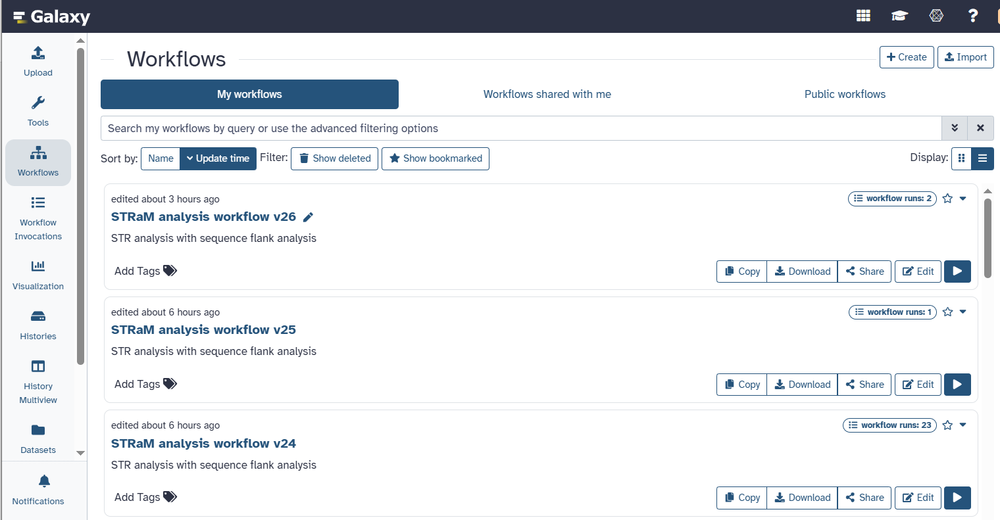 Galaxy
Upload
Tools
Workflows
Workflow
Invocations
Visualization
Histories
History
Multiview
Datasets
Notifications
Workflows
Create
Import
My workflows
Workflows shared with me
Public workflows
Search my workflows by query or use the advanced filtering options
Sort by: Name Update time Filter: Show deleted Show bookmarked Display:
edited about 3 hours ago
workflow runs: 2
STRaM analysis workflow v26
STR analysis with sequence flank analysis
Add Tags
Copy Download Share Edit
edited about 6 hours ago
workflow runs: 1
STRaM analysis workflow v25
STR analysis with sequence flank analysis
Add Tags
Copy Download Share Edit
edited about 6 hours ago
workflow runs: 23
STRaM analysis workflow v24
STR analysis with sequence flank analysis
Add Tags
Copy Download Share Edit